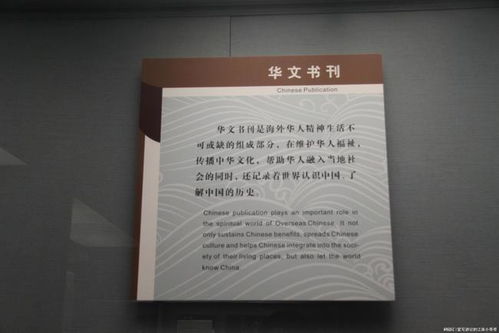 华文书刊
Chinese Publication
华文书刊是海外华人精神生活不
可或缺的组成部分，在维护华人福祉，
传播中华文化，帮助华人融入当地社
会的同时，还记录着世界认识中国、了
解中国的历史
Chinese publication plays an important role in
the spiritual world of Overseas Chinese. It not
only sustains Chinese benefits, spreads Chinese
culture and helps Chinese integrate into the soci-
ety of their living places, but also let the world
know China.